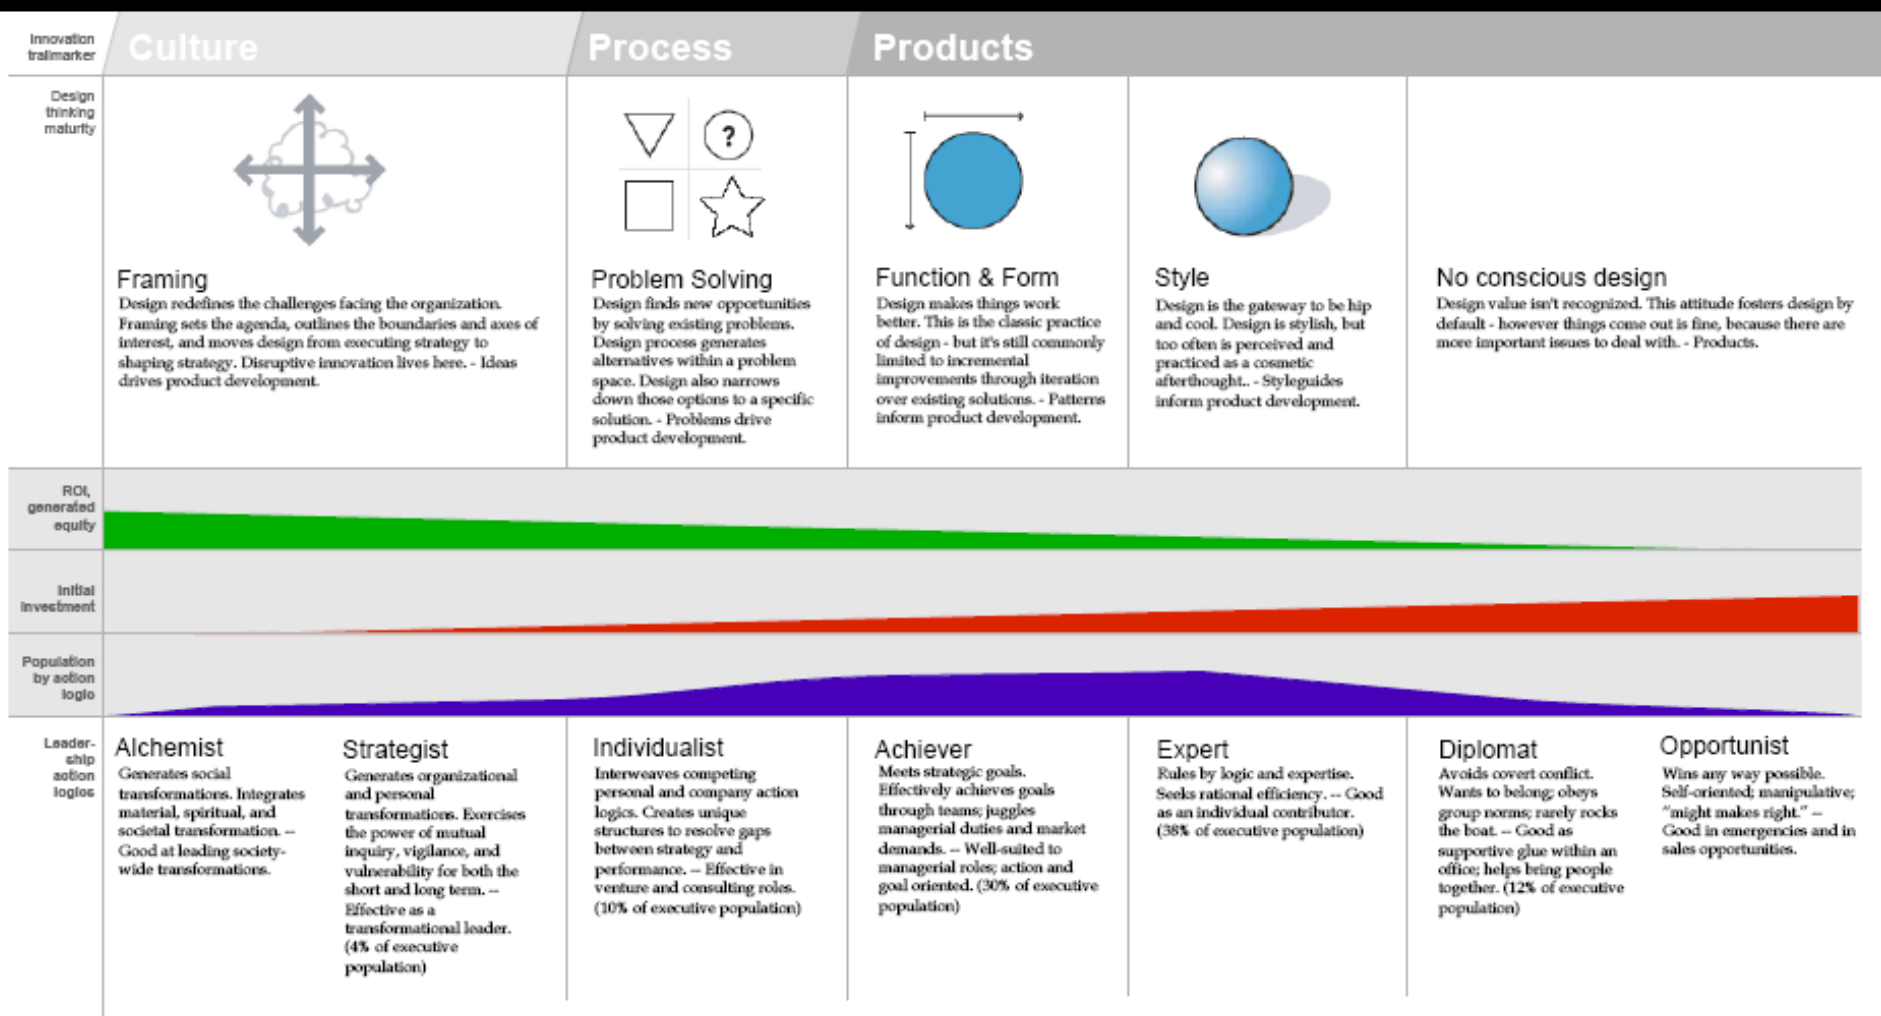 Innovation
trailmarker
Culture
Process
Products
Design
thinking
maturity
?
Framing
Design redefines the challenges facing the organization.
Framing sets the agenda, outlines the boundaries and axes of
interest, and moves design from executing strategy to
shaping strategy. Disruptive innovation lives here. - Ideas
drives product development.
Problem Solving
Design finds new opportunities
by solving existing problems.
Design process generates
alternatives within a problem
space. Design also narrows
down those options to a specific
solution. - Problems drive
product development.
Function & Form
Design makes things work
better. This is the classic practice
of design - but it's still commonly
limited to incremental
improvements through iteration
over existing solutions. - Patterns
inform product development.
Style
Design is the gateway to be hip
and cool. Design is stylish, but
too often is perceived and
practiced as a cosmetic
afterthought.. - Styleguides
inform product development.
No conscious design
Design value isn't recognized. This attitude fosters design by
default - however things come out is fine, because there are
more important issues to deal with. - Products.
ROI,
generated
equity
Initial
Investment
Population
by action
logic
Leader-
ship
action
logics
Alchemist
Generates social
transformations. Integrates
material, spiritual, and
societal transformation. --
Good at leading society-
wide transformations.
Strategist
Generates organizational
and personal
transformations. Exercises
the power of mutual
inquiry, vigilance, and
vulnerability for both the
short and long term. --
Effective as a
transformational leader.
(4% of executive
population)
Individualist
Interweaves competing
personal and company action
logics. Creates unique
structures to resolve gaps
between strategy and
performance. -- Effective in
venture and consulting roles.
(10% of executive population)
Achiever
Meets strategic goals.
Effectively achieves goals
through teams; juggles
managerial duties and market
demands. -- Well-suited to
managerial roles; action and
goal oriented. (30% of executive
population)
Expert
Rules by logic and expertise.
Seeks rational efficiency. -- Good
as an individual contributor.
(38% of executive population)
Diplomat
Avoids covert conflict.
Wants to belong; obeys
group norms; rarely rocks
the boat. -- Good as
supportive glue within an
office; helps bring people
together. (12% of executive
population)
Opportunist
Wins any way possible.
Self-oriented; manipulative;
“might makes right.” --
Good in emergencies and in
sales opportunities.